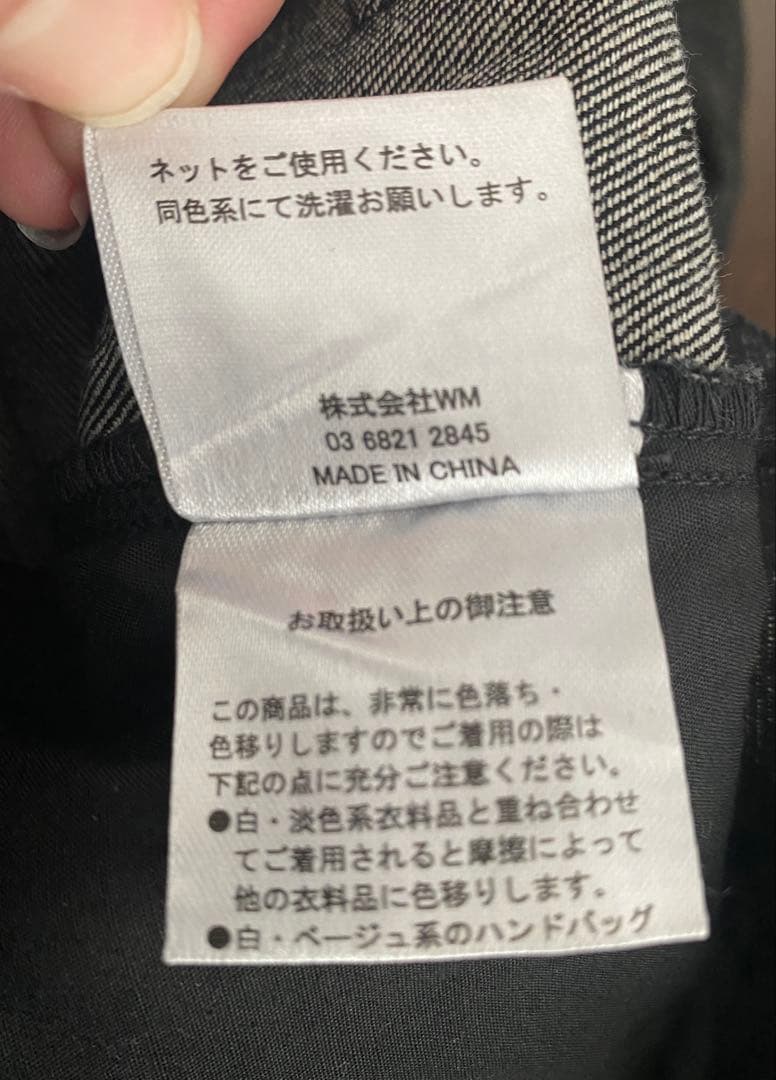 ネットをご使用ください。
同色系にて洗濯お願いします。
株式会社WM
03 6821 2845
MADE IN CHINA
お取扱い上の御注意
この商品は、非常に色落ち・
色移りしますのでご着用の際は
下記の点に充分ご注意ください。
●白・淡色系衣料品と重ね合わせ
てご着用されると摩擦によって
他の衣料品に色移りします。
●白・ベージュ系のハンドバッグ